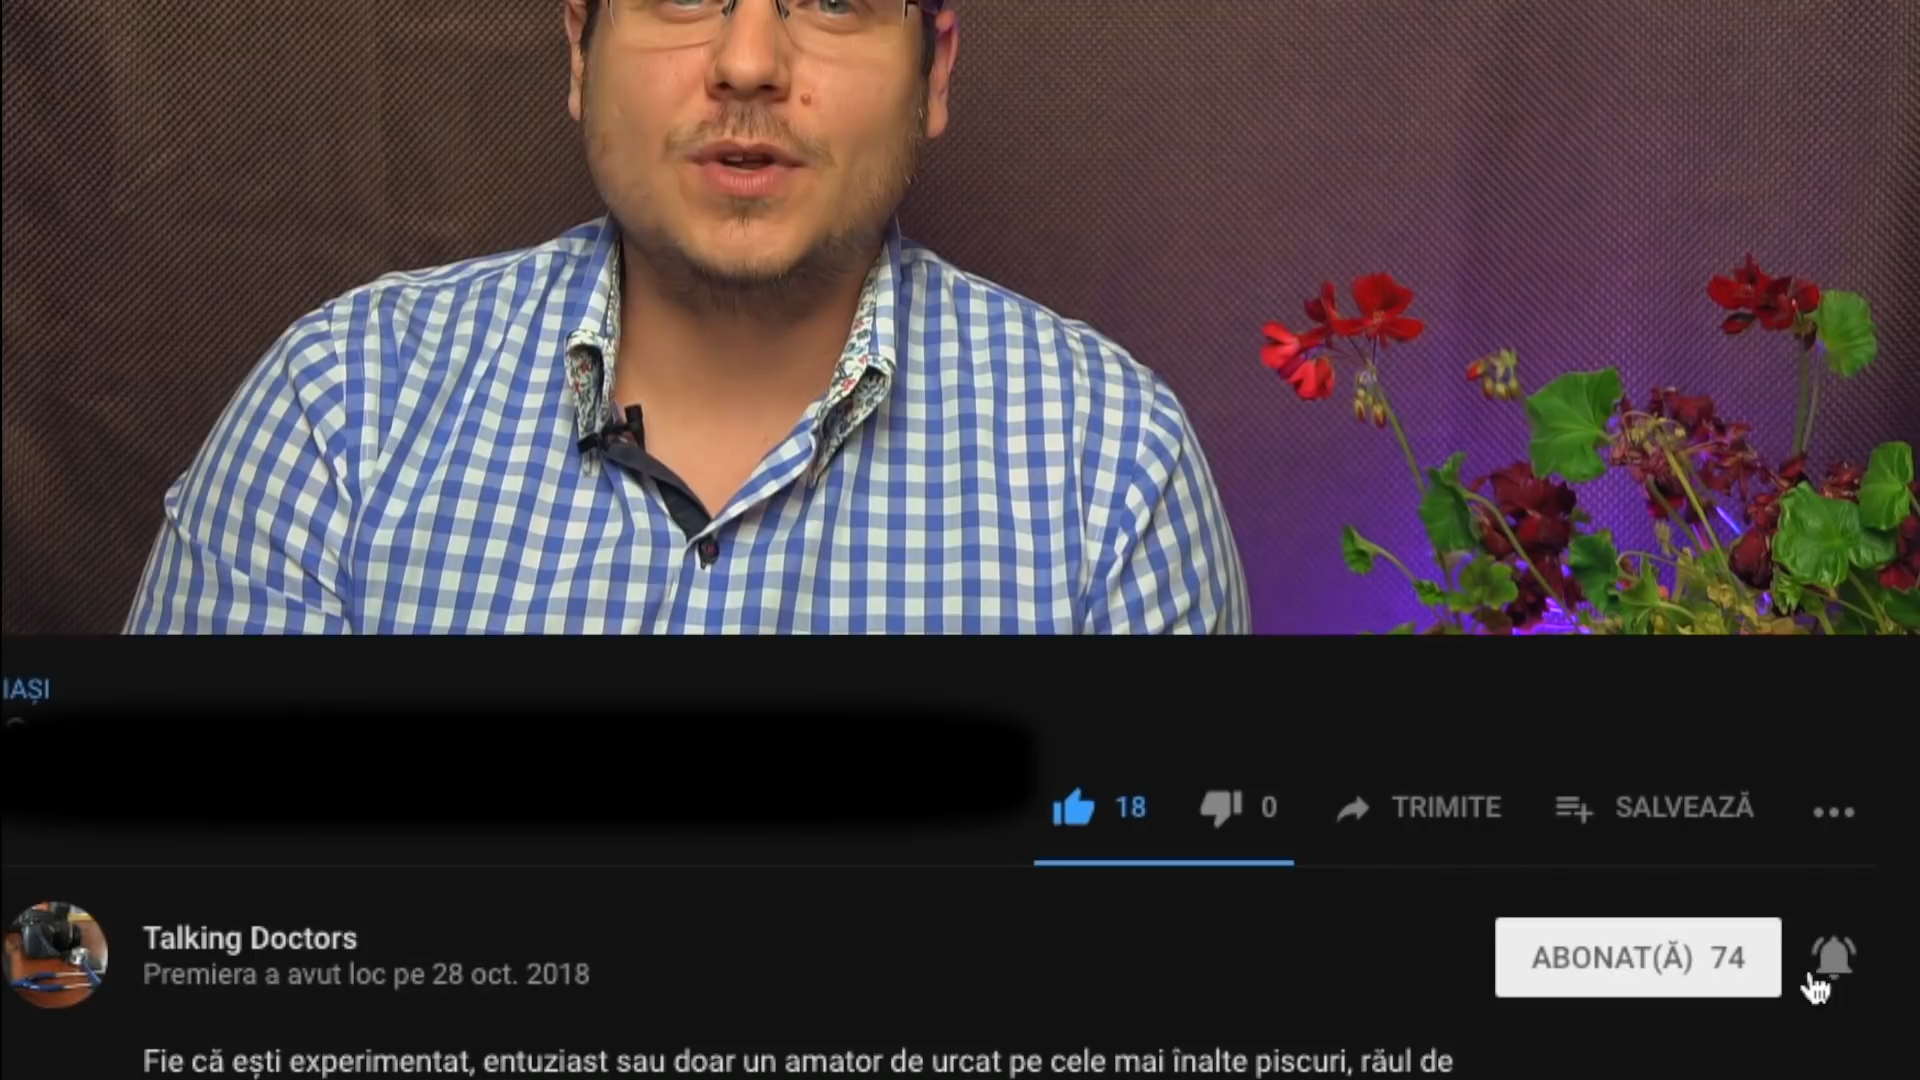 IAȘI
18
0
TRIMITE
SALVEAZĂ
Talking Doctors
ABONAT(Ă) 74
Premiera a avut loc pe 28 oct. 2018
Fie că ești experimentat, entuziast sau doar un amator de urcat pe cele mai înalte piscuri, răul de